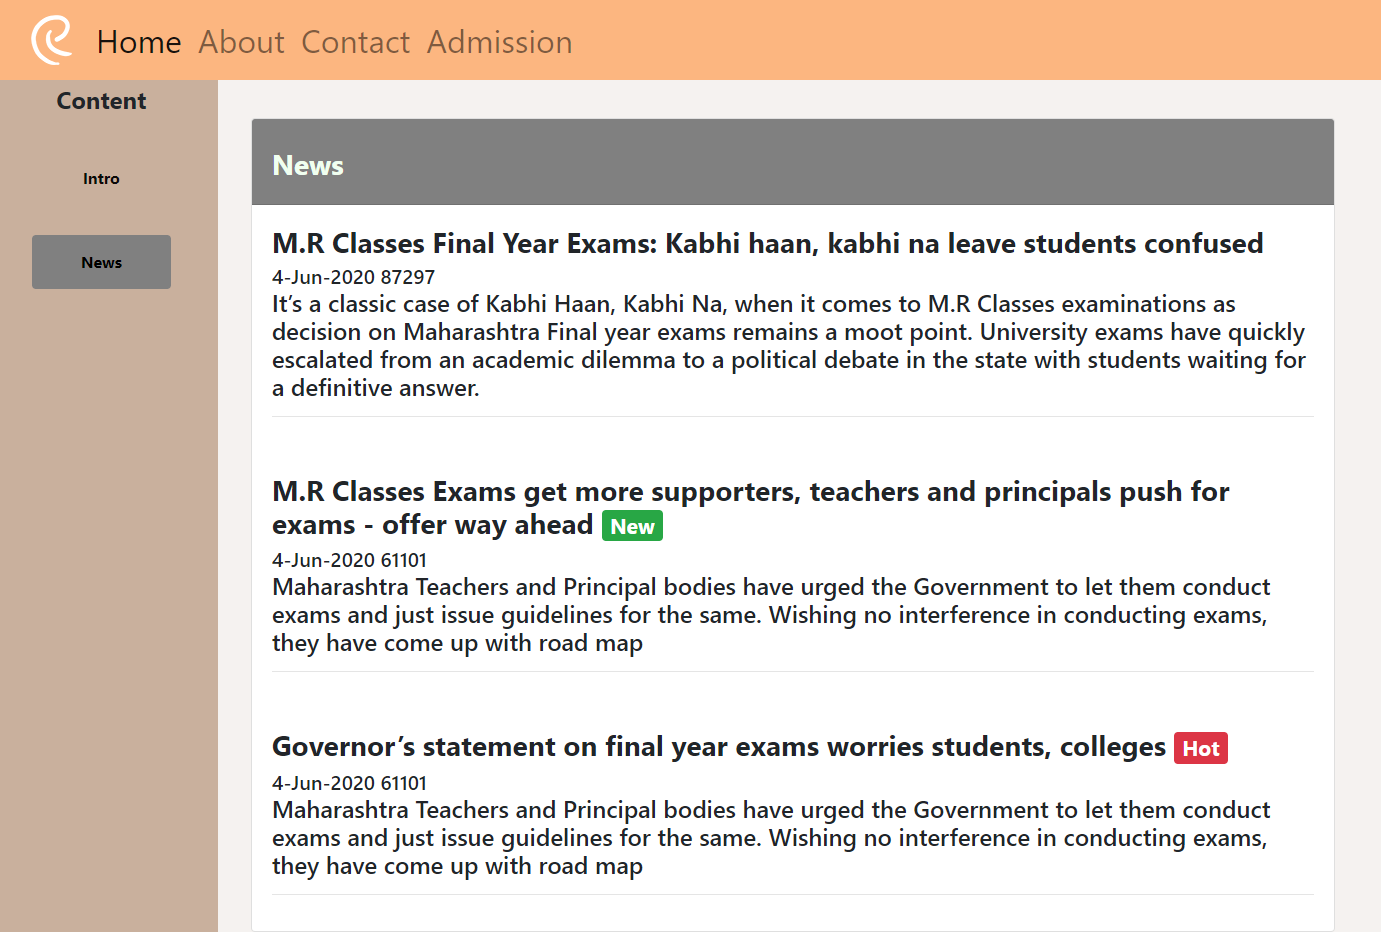 Home About Contact Admission
Content
Intro
News
News
M.R Classes Final Year Exams: Kabhi haan, kabhi na leave students confused
4-Jun-2020 87297
It’s a classic case of Kabhi Haan, Kabhi Na, when it comes to M.R Classes examinations as
decision on Maharashtra Final year exams remains a moot point. University exams have quickly
escalated from an academic dilemma to a political debate in the state with students waiting for
a definitive answer.
M.R Classes Exams get more supporters, teachers and principals push for
exams - offer way ahead New
4-Jun-2020 61101
Maharashtra Teachers and Principal bodies have urged the Government to let them conduct
exams and just issue guidelines for the same. Wishing no interference in conducting exams,
they have come up with road map
Governor’s statement on final year exams worries students, colleges Hot
4-Jun-2020 61101
Maharashtra Teachers and Principal bodies have urged the Government to let them conduct
exams and just issue guidelines for the same. Wishing no interference in conducting exams,
they have come up with road map